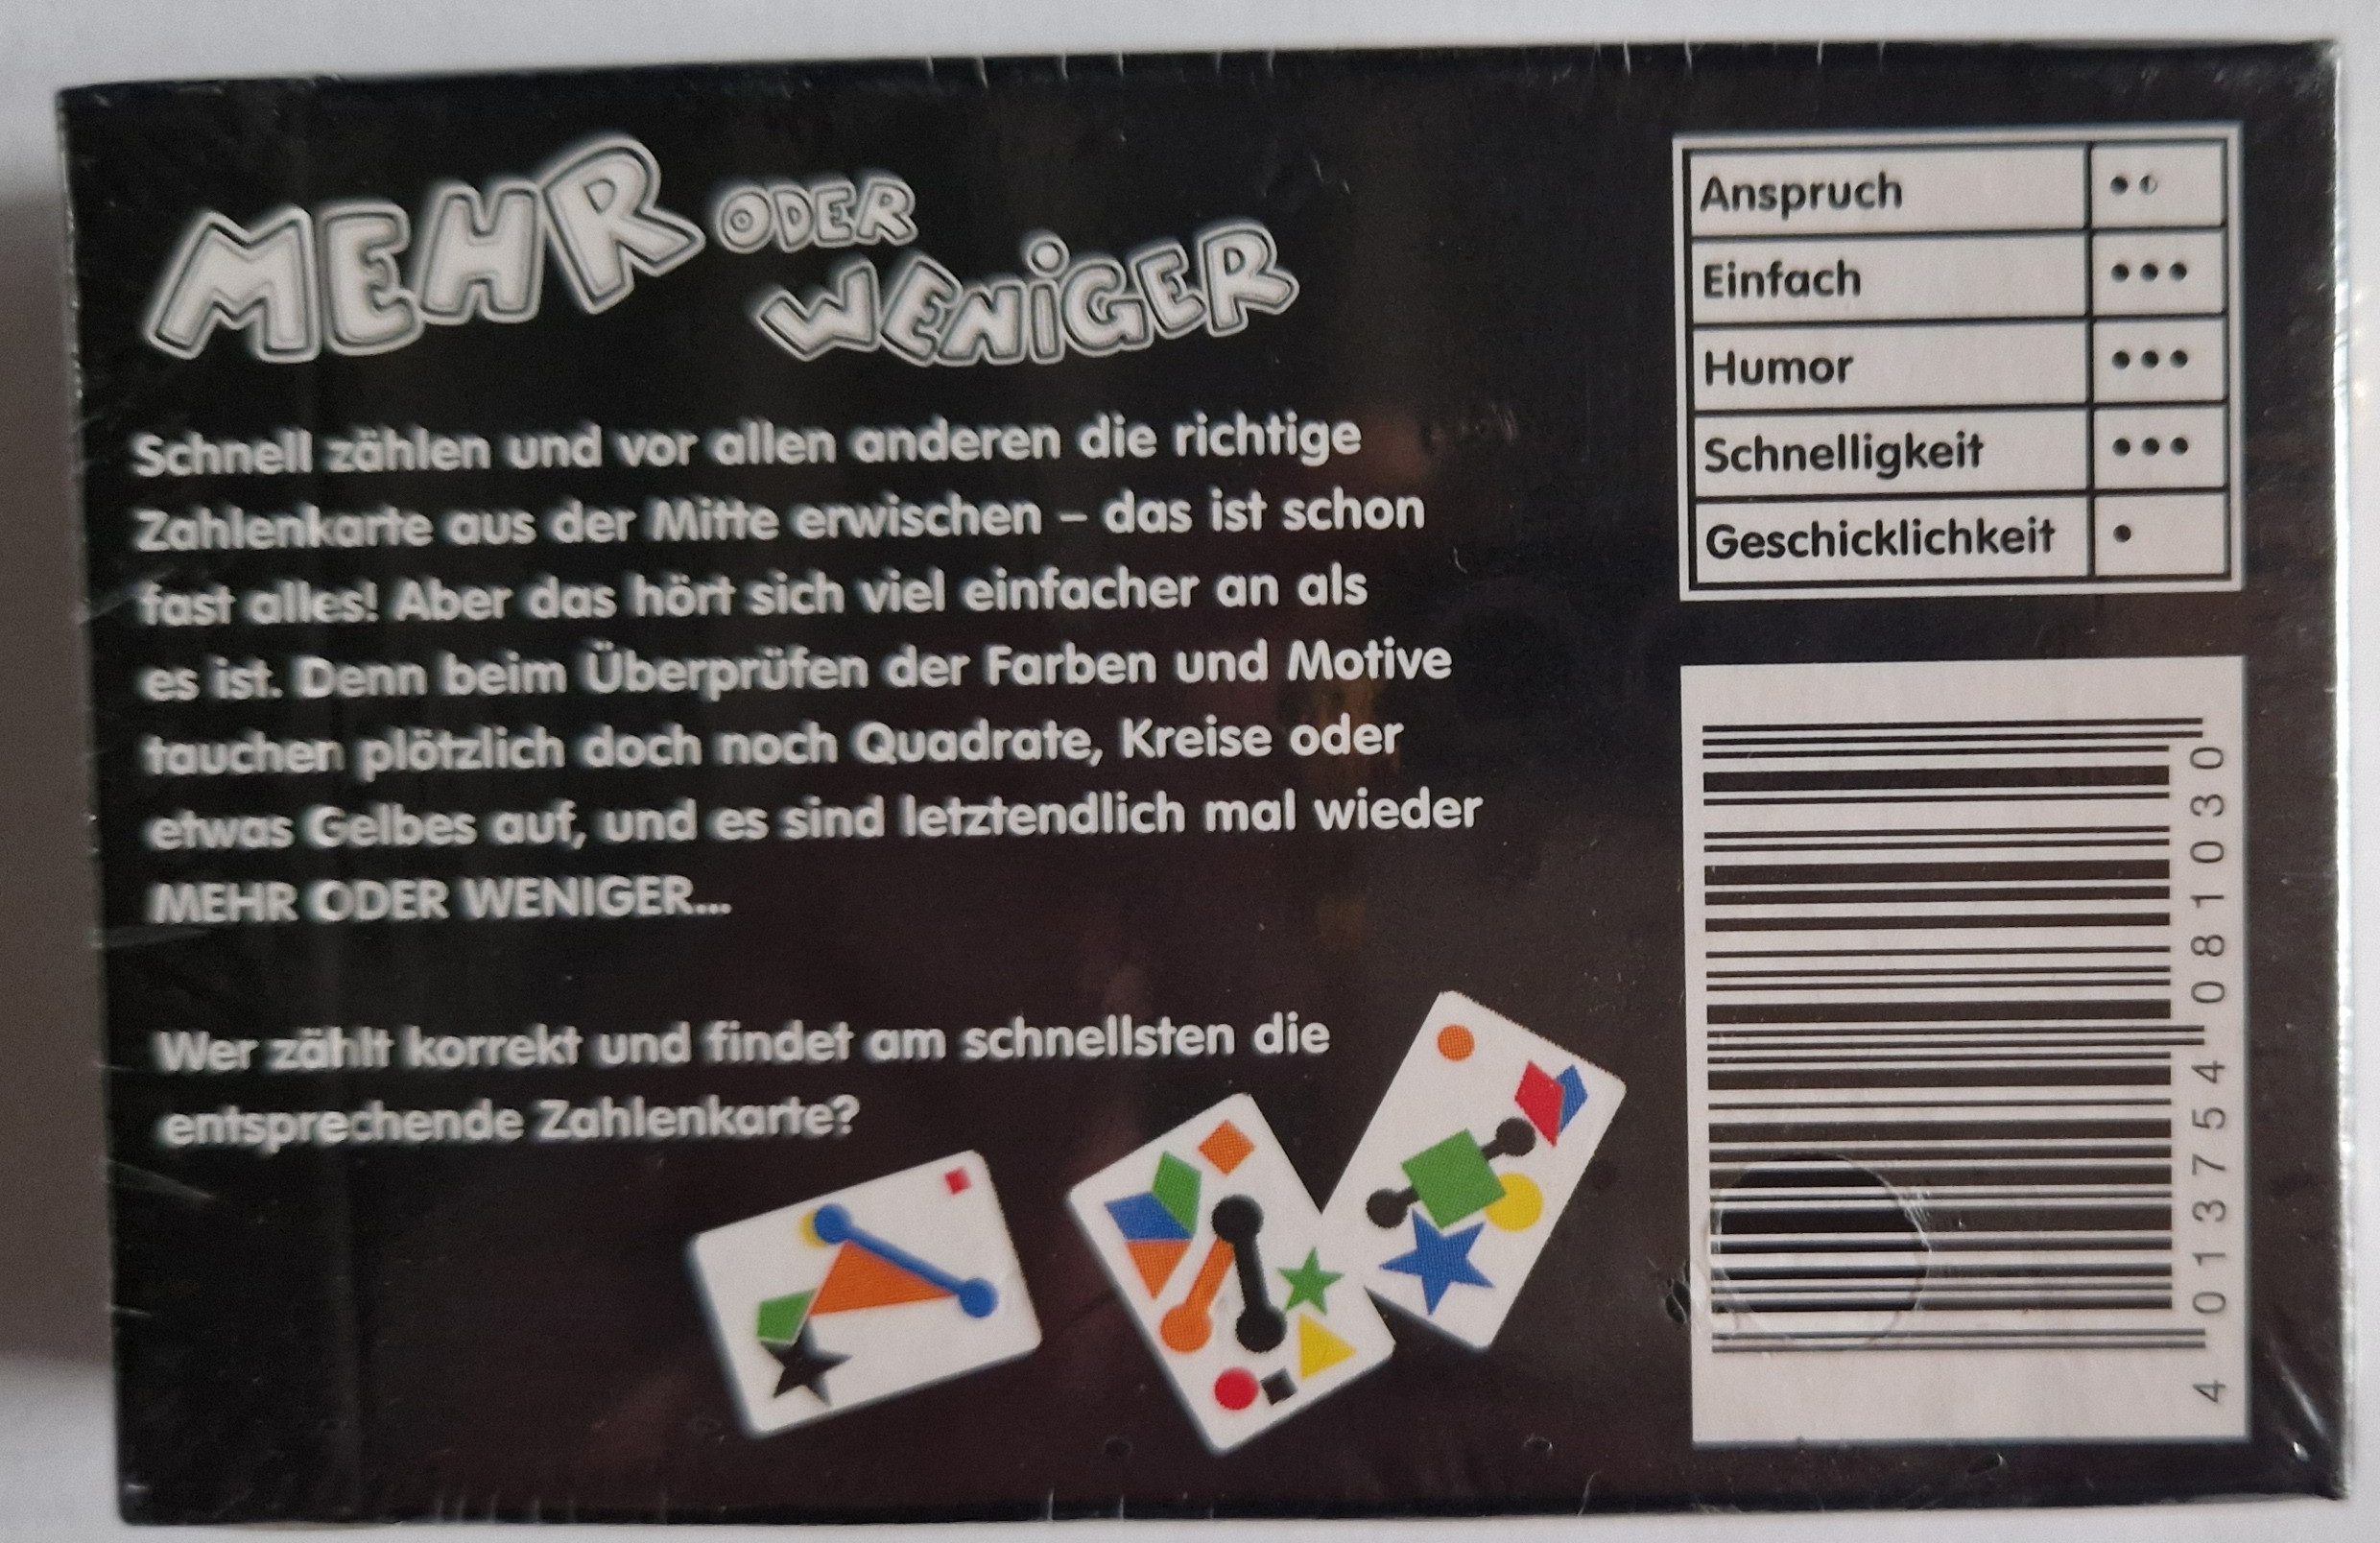 MEHR ODER
WENiGER
Schnell zählen und vor allen anderen die richtige
Zahlenkarte aus der Mitte erwischen – das ist schon
fast alles! Aber das hört sich viel einfacher an als
es ist. Denn beim Überprüfen der Farben und Motive
tauchen plötzlich doch noch Quadrate, Kreise oder
etwas Gelbes auf, und es sind letztendlich mal wieder
MEHR ODER WENIGER...
Wer zählt korrekt und findet am schnellsten die
entsprechende Zahlenkarte?
Anspruch
Einfach
Humor
Schnelligkeit
Geschicklichkeit
4 013754 081030